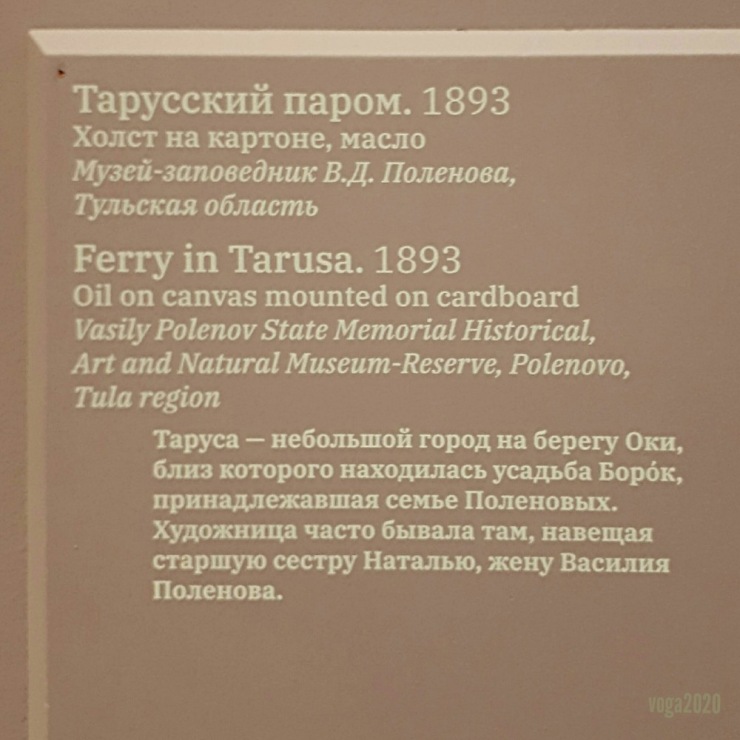 Тарусский паром. 1893
Холст на картоне, масло
Музей-заповедник В.Д. Поленова,
Тульская область
Ferry in Tarusa. 1893
Oil on canvas mounted on cardboard
Vasily Polenov State Memorial Historical,
Art and Natural Museum-Reserve, Polenovo,
Tula region
Таруса — небольшой город на берегу Оки,
близ которого находилась усадьба Боро́к,
принадлежавшая семье Поленовых.
Художница часто бывала там, навещая
старшую сестру Наталью, жену Василия
Поленова.
voga2020